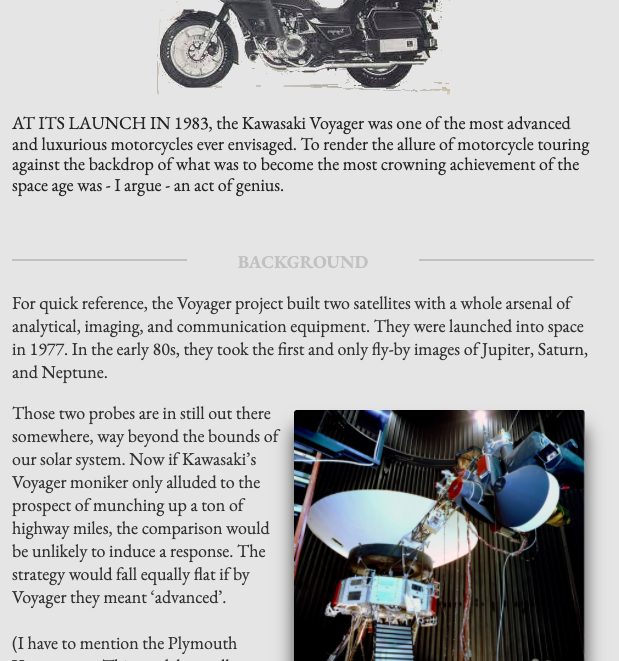 AT ITS LAUNCH IN 1983, the Kawasaki Voyager was one of the most advanced
and luxurious motorcycles ever envisaged. To render the allure of motorcycle touring
against the backdrop of what was to become the most crowning achievement of the
space age was - I argue - an act of genius.
BACKGROUND
For quick reference, the Voyager project built two satellites with a whole arsenal of
analytical, imaging, and communication equipment. They were launched into space
in 1977. In the early 80s, they took the first and only fly-by images of Jupiter, Saturn,
and Neptune.
Those two probes are in still out there
somewhere, way beyond the bounds of
our solar system. Now if Kawasaki’s
Voyager moniker only alluded to the
prospect of munching up a ton of
highway miles, the comparison would
be unlikely to induce a response. The
strategy would fall equally flat if by
Voyager they meant ‘advanced’.
(I have to mention the Plymouth